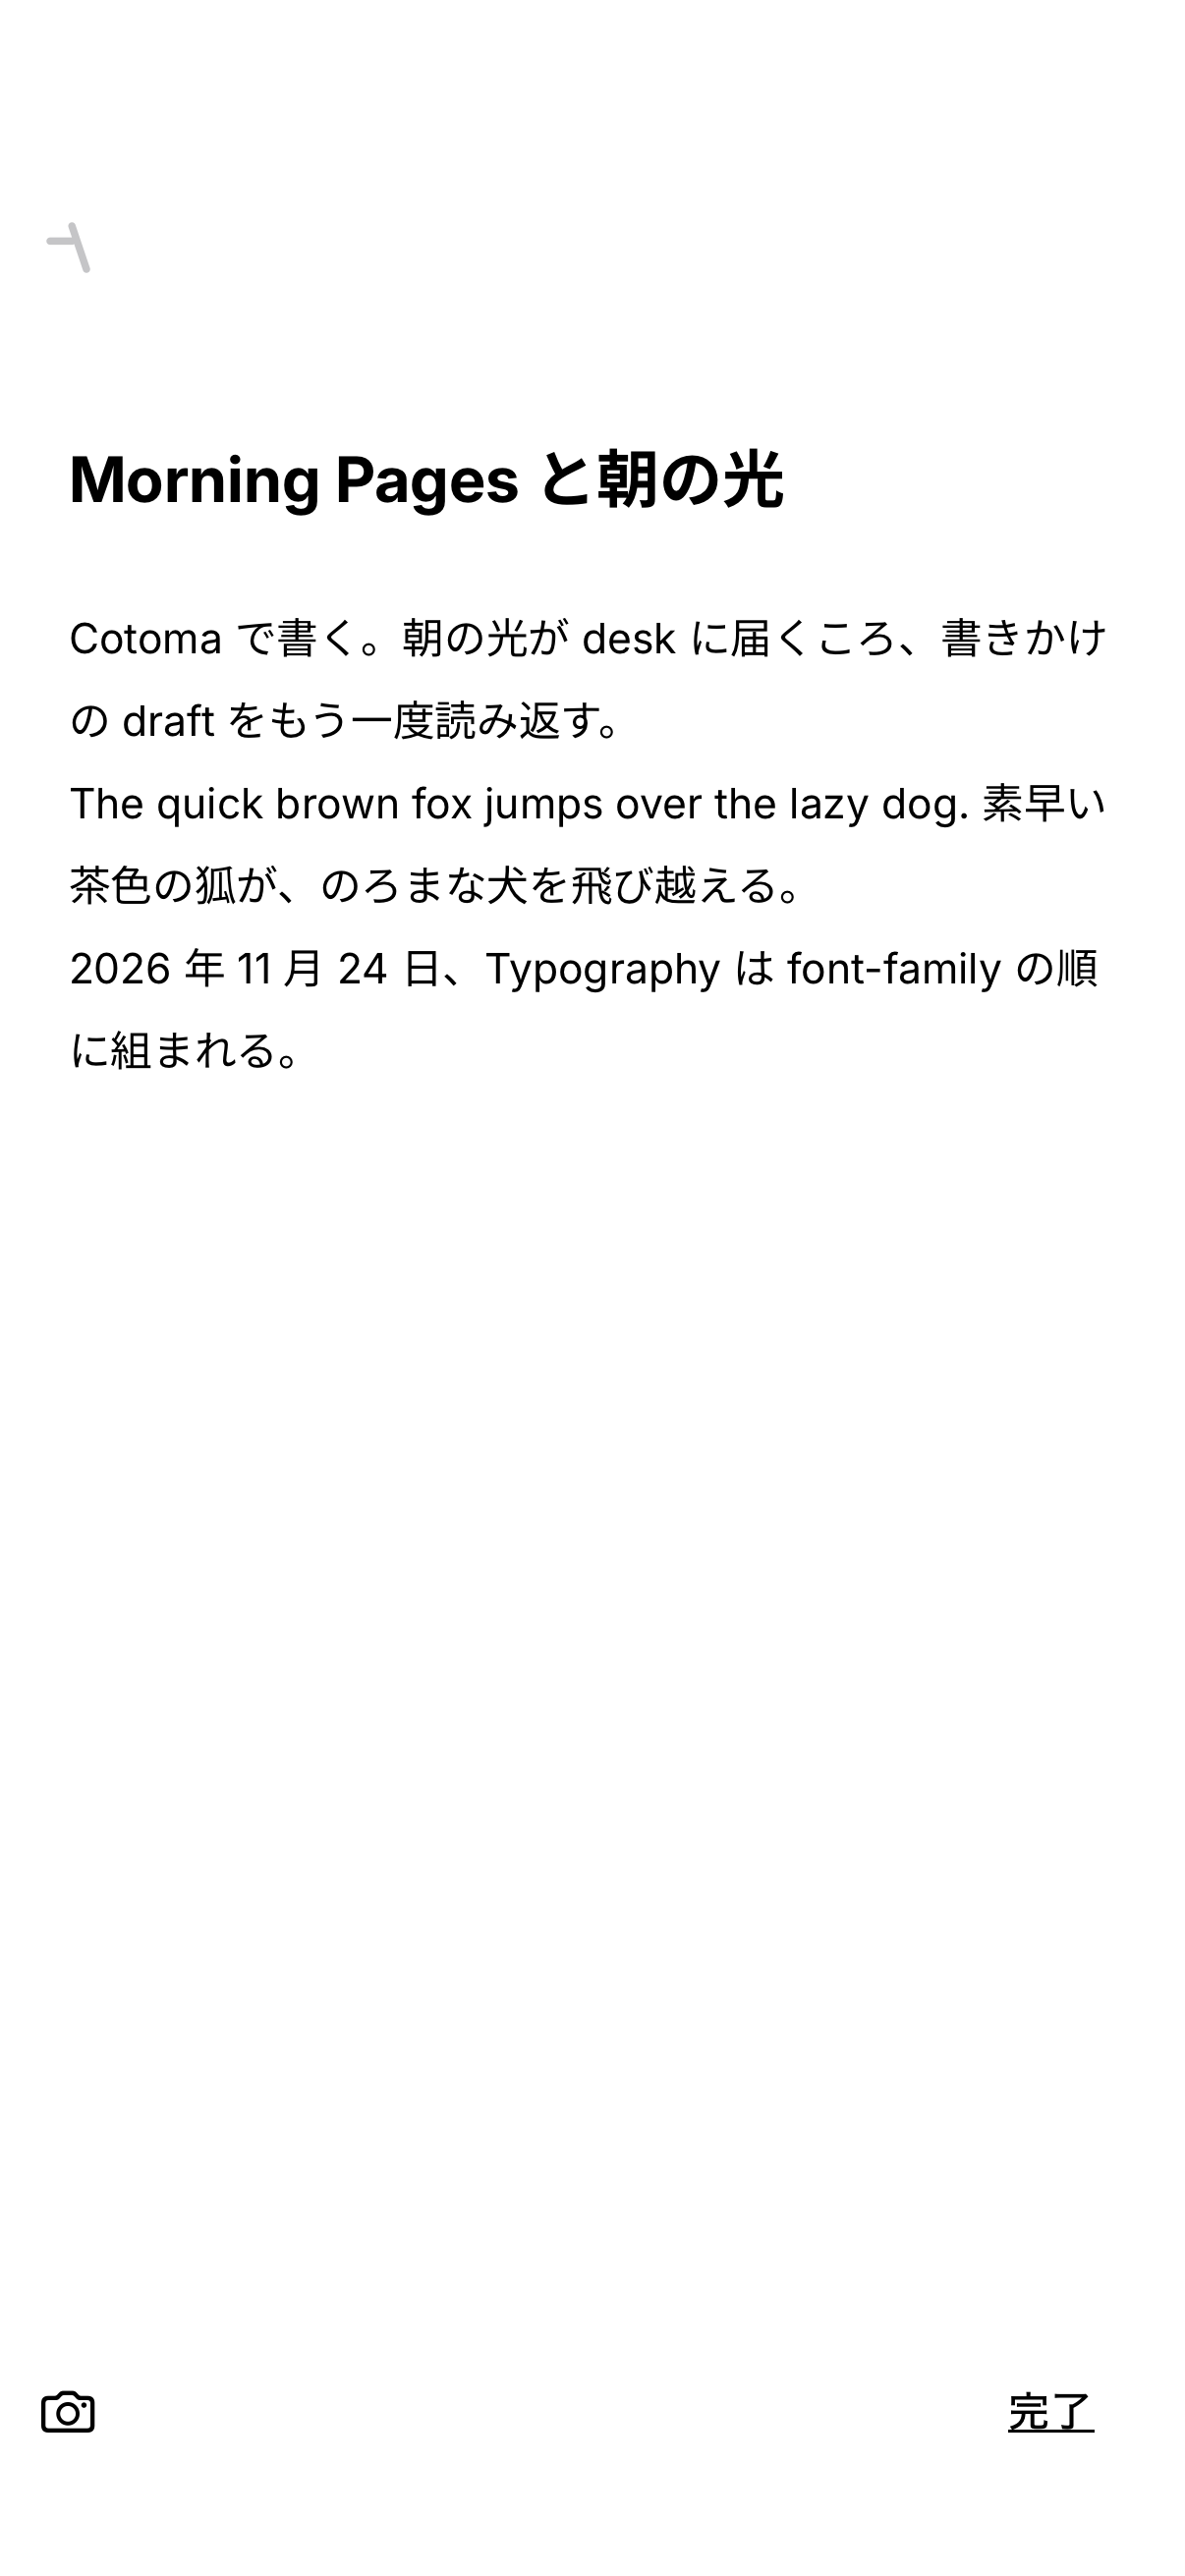 Morning Pages と朝の光
Cotoma で書く。朝の光が desk に届くころ、書きかけ
の draft をもう一度読み返す。
The quick brown fox jumps over the lazy dog. 素早い
茶色の狐が、のろまな犬を飛び越える。
2026 年 11 月 24 日、Typography は font-family の順
に組まれる。
完了